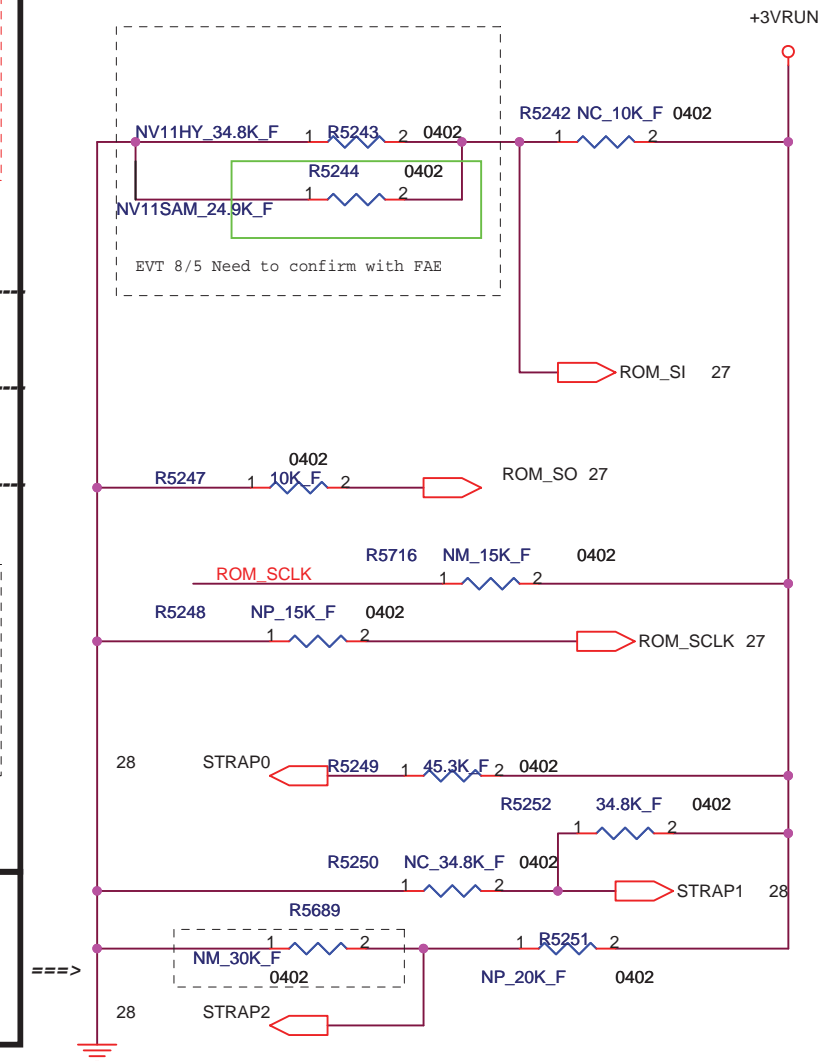 +3VRUN
R5242 NC_10K_F 0402
NV11HY_34.8K_F 1 R5243 2 0402 1 2
R5244 0402
1 2
NV11SAM_24.9K_F
EVT 8/5 Need to confirm with FAE
ROM_SI 27
0402
R5247 1 10K_F 2 ROM_SO 27
R5716 NM_15K_F 0402
ROM_SCLK 1 2
R5248 NP_15K_F 0402
1 2 ROM_SCLK 27
28 STRAP0 R5249 1 45.3K_F 2 0402
R5252 34.8K_F 0402
1 2
R5250 NC_34.8K_F 0402
1 2 STRAP1 28
R5689
1 2 1 R5251 2
NM_30K_F
===> 0402 NP_20K_F 0402
28 STRAP2